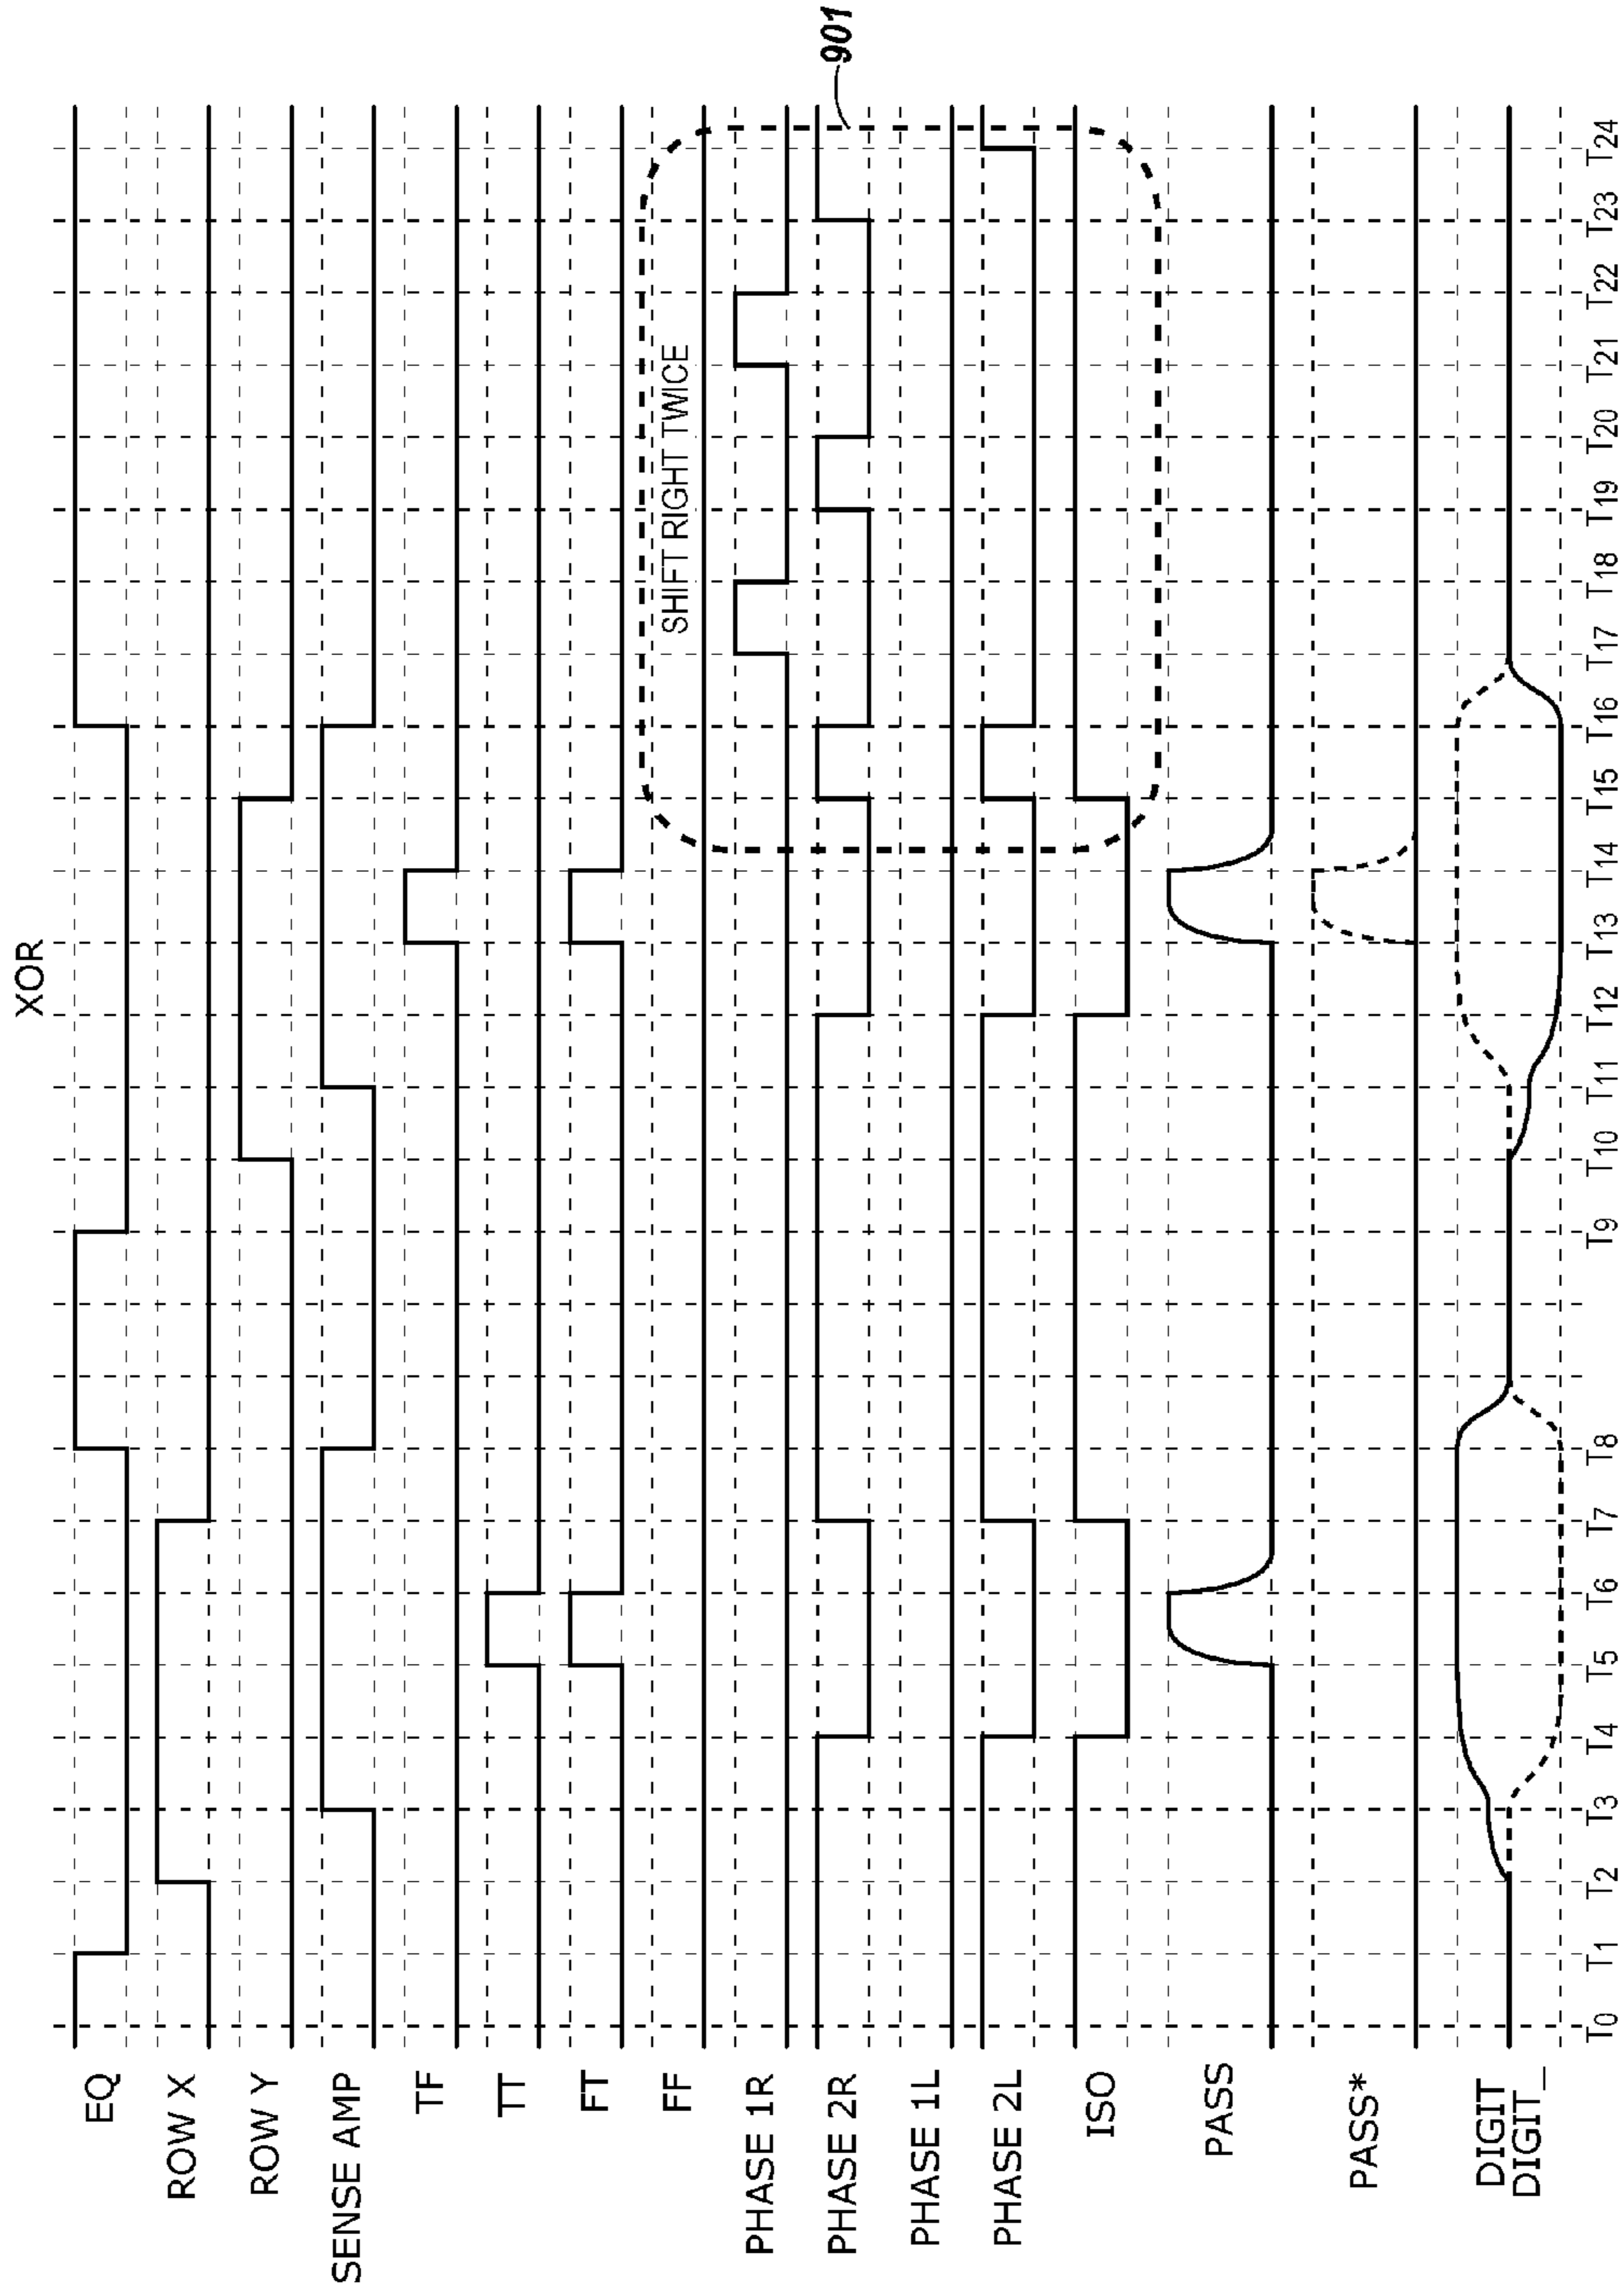 XOR
EQ
ROW X
ROW Y
SENSE AMP
TF
TT
FT
FF
SHIFT RIGHT TWICE
PHASE 1R
PHASE 2R
901
PHASE 1L
PHASE 2L
ISO
PASS
PASS*
DIGIT
DIGIT_
T0 T1 T2 T3 T4 T5 T6 T7 T8 T9 T10 T11 T12 T13 T14 T15 T16 T17 T18 T19 T20 T21 T22 T23 T24